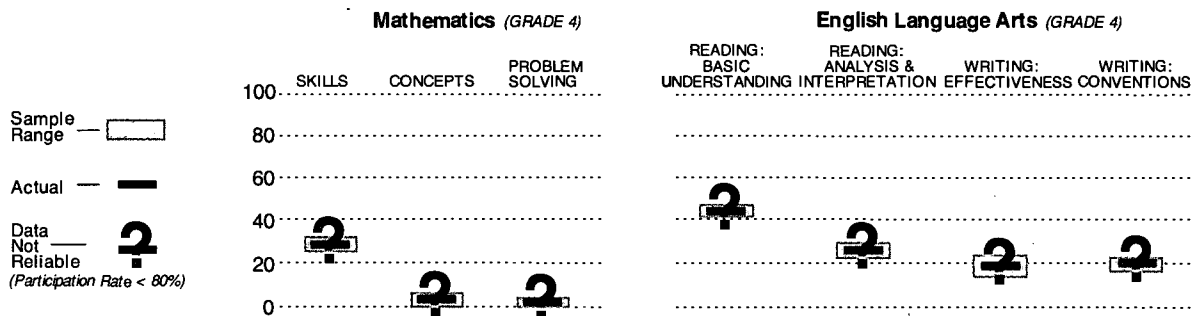 Mathematics (GRADE 4)
English Language Arts (GRADE 4)
SKILLS
CONCEPTS
PROBLEM
SOLVING
READING:
BASIC
UNDERSTANDING
READING:
ANALYSIS &
INTERPRETATION
WRITING:
EFFECTIVENESS
WRITING:
CONVENTIONS
100
80
60
40
20
0
Sample
Range
Actual
Data
Not
Reliable
(Participation Rate < 80%)
?
?
?
?
?
?
?
?